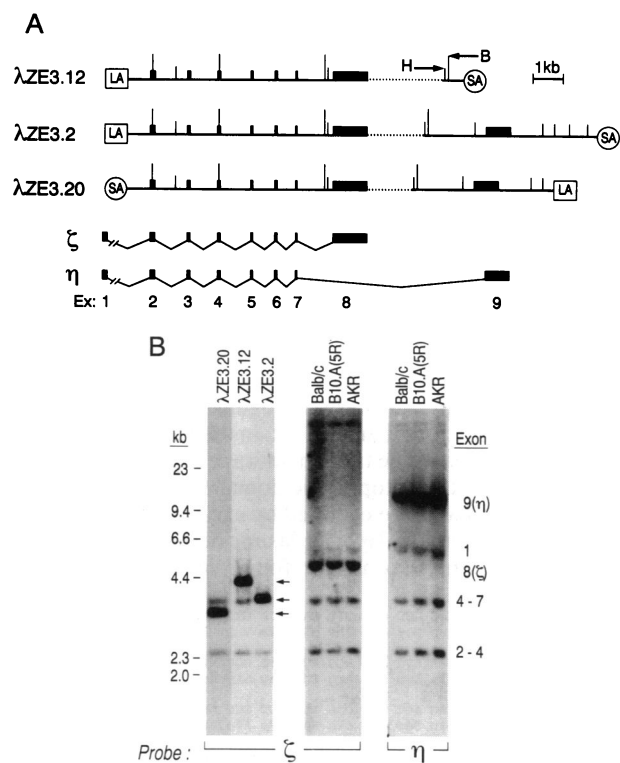 A
λZE3.12 LA H B SA 1kb
λZE3.2 LA SA
λZE3.20 SA LA
ζ
η
Ex: 1 2 3 4 5 6 7 8 9
B
λZE3.20 λZE3.12 λZE3.2 Balb/c B10.A(5R) AKR Balb/c B10.A(5R) AKR
kb Exon
23
9.4 9(η)
6.6
1
4.4 8(ζ)
4 - 7
2.3 2 - 4
2.0
Probe : ζ η